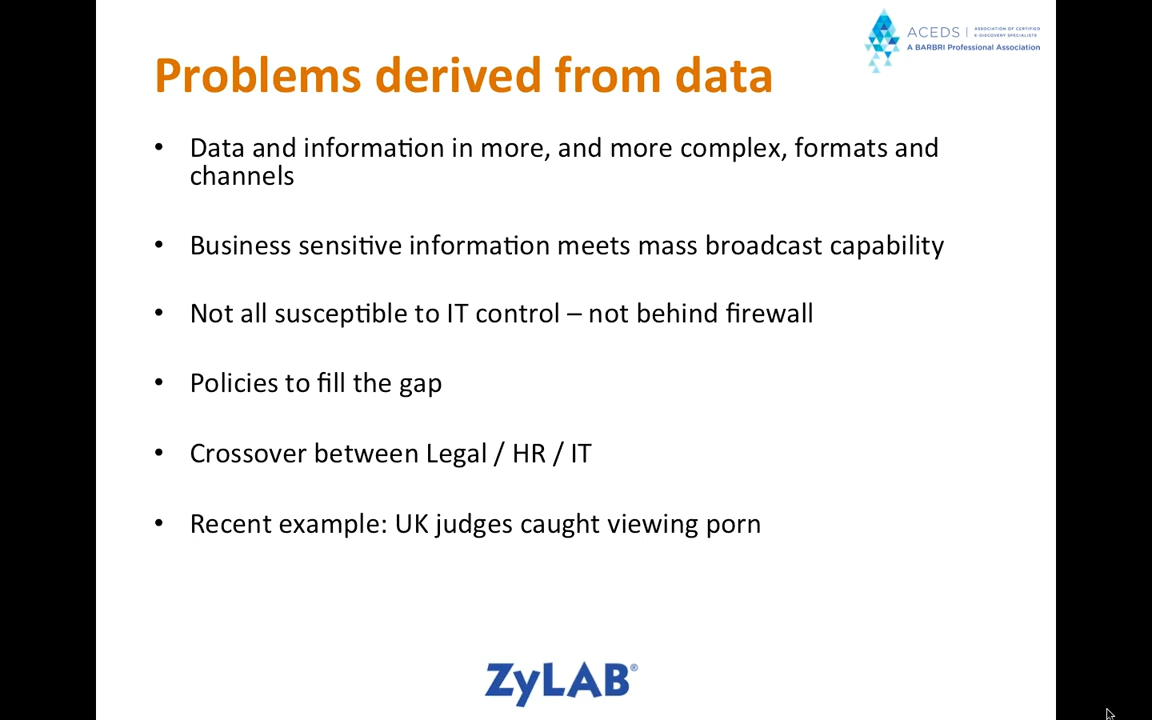 ACEDS | ASSOCIATION OF CERTIFIED
E-DISCOVERY SPECIALISTS
A BARBRI Professional Association
Problems derived from data
• Data and information in more, and more complex, formats and
channels
• Business sensitive information meets mass broadcast capability
• Not all susceptible to IT control – not behind firewall
• Policies to fill the gap
• Crossover between Legal / HR / IT
• Recent example: UK judges caught viewing porn
ZyLAB®